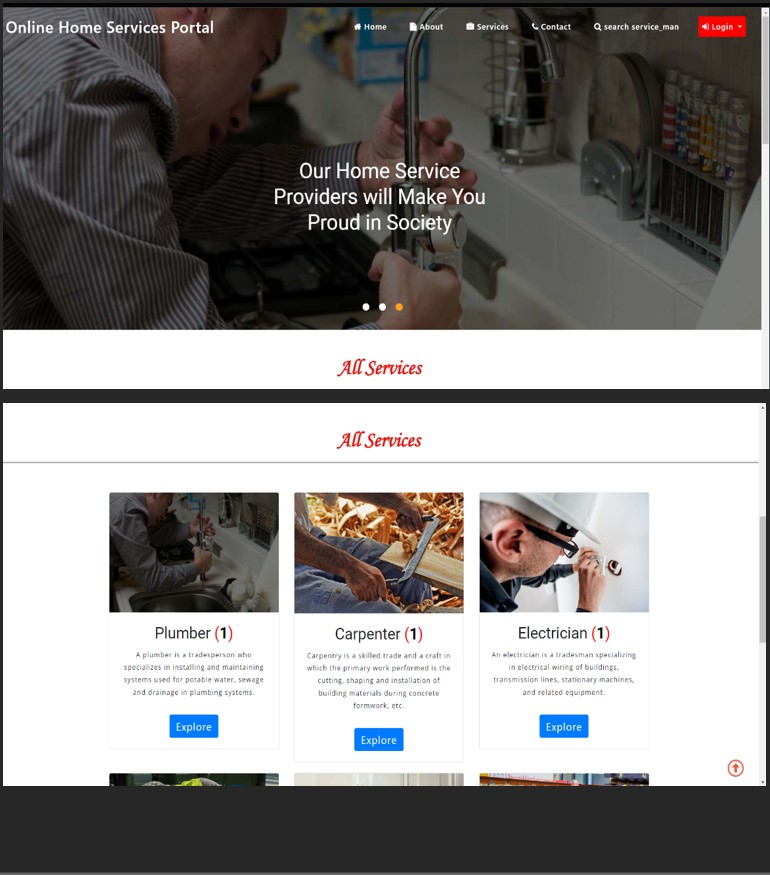 Online Home Services Portal
Home About Services Contact search service_man Login
Our Home Service
Providers will Make You
Proud in Society
All Services
All Services
Plumber (1)
A plumber is a tradesperson who
specializes in installing and maintaining
systems used for potable water, sewage
and drainage in plumbing systems.
Explore
Carpenter (1)
Carpentry is a skilled trade and a craft in
which the primary work performed is the
cutting, shaping and installation of
building materials during concrete
formwork, etc.
Explore
Electrician (1)
An electrician is a tradesman specializing
in electrical wiring of buildings,
transmission lines, stationary machines,
and related equipment.
Explore